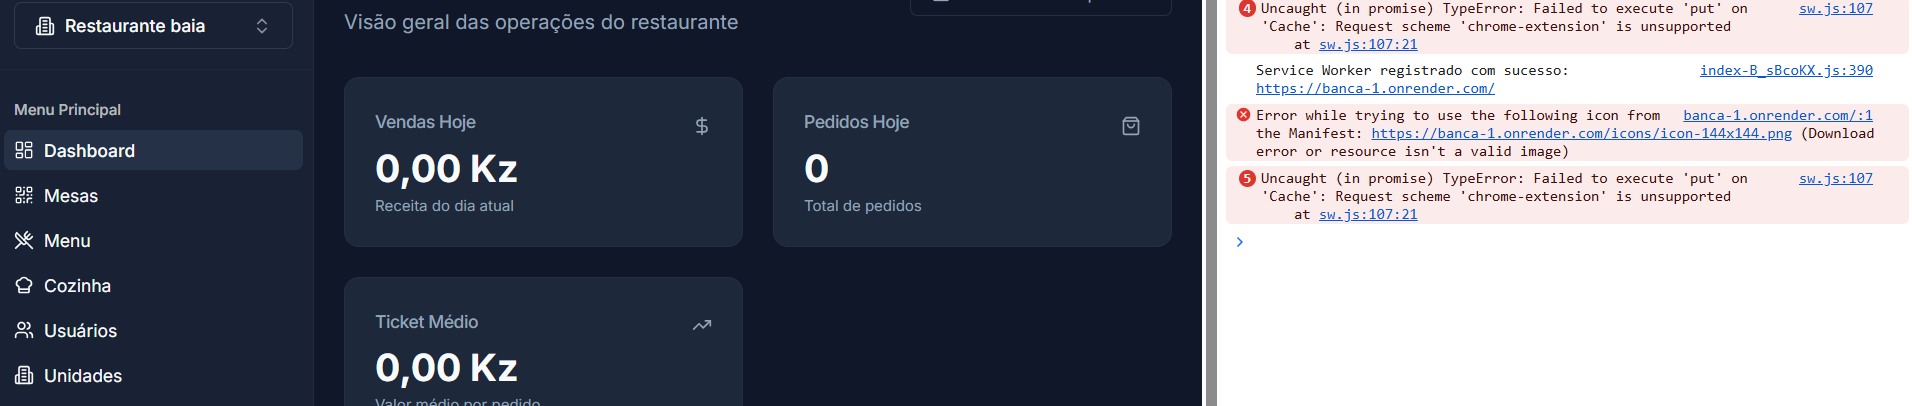 Restaurante baia
Menu Principal
Dashboard
Mesas
Menu
Cozinha
Usuários
Unidades
Visão geral das operações do restaurante
Vendas Hoje
0,00 Kz
Receita do dia atual
Pedidos Hoje
0
Total de pedidos
Ticket Médio
0,00 Kz
Valor médio por pedido
4 Uncaught (in promise) TypeError: Failed to execute 'put' on sw.js:107
'Cache': Request scheme 'chrome-extension' is unsupported
at sw.js:107:21
Service Worker registrado com sucesso: index-B_sBcoKX.js:390
https://banca-1.onrender.com/
Error while trying to use the following icon from banca-1.onrender.com/:1
the Manifest: https://banca-1.onrender.com/icons/icon-144x144.png (Download
error or resource isn't a valid image)
5 Uncaught (in promise) TypeError: Failed to execute 'put' on sw.js:107
'Cache': Request scheme 'chrome-extension' is unsupported
at sw.js:107:21